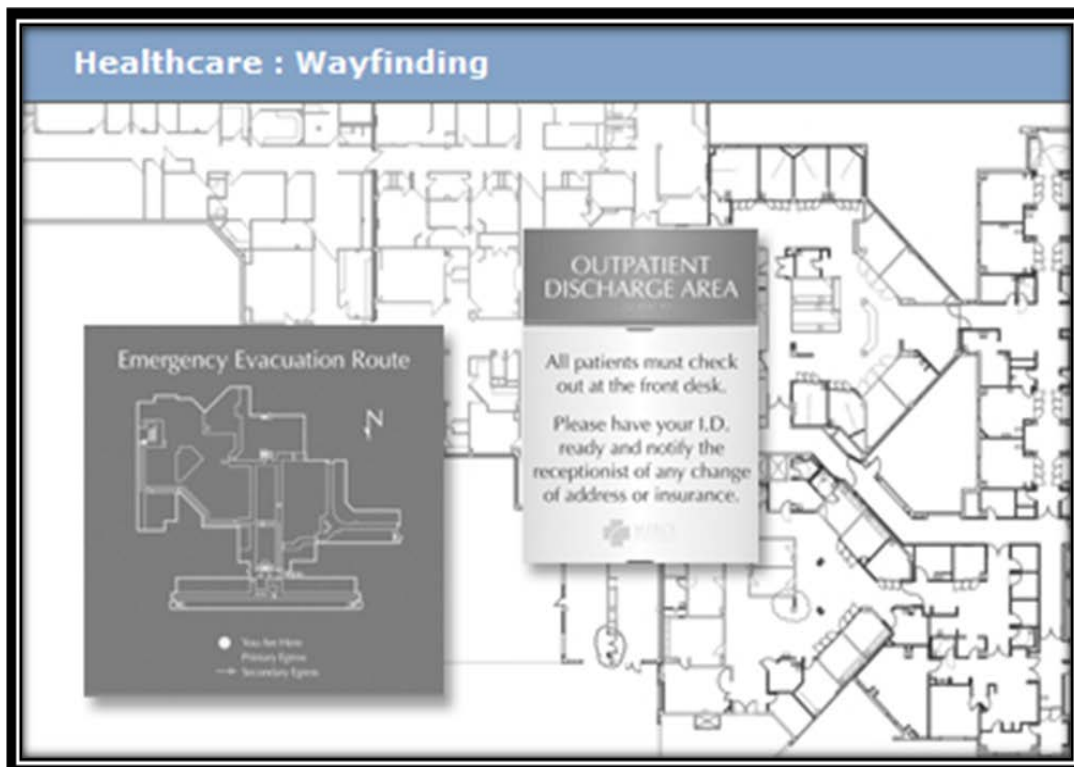 Healthcare : Wayfinding
OUTPATIENT
DISCHARGE AREA
All patients must check
out at the front desk.
Please have your I.D.
ready and notify the
receptionist of any change
of address or insurance.
Emergency Evacuation Route
N
You Are Here
Primary Egress
Secondary Egress